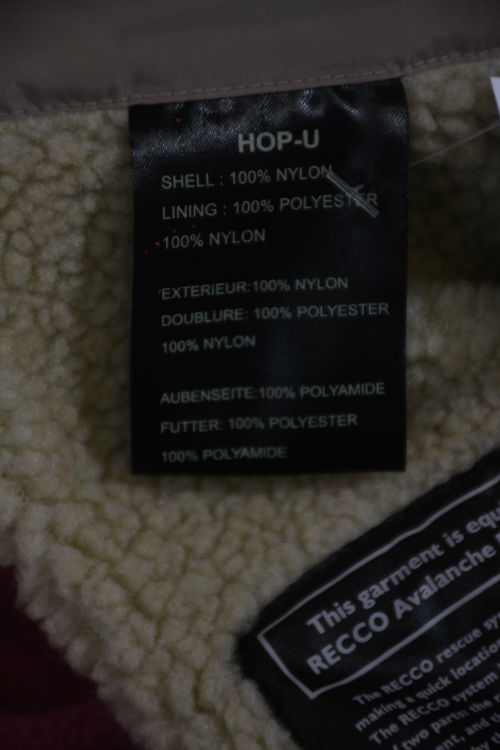 HOP-U
SHELL : 100% NYLON
LINING : 100% POLYESTER
100% NYLON
EXTERIEUR:100% NYLON
DOUBLURE: 100% POLYESTER
100% NYLON
AUBENSEITE:100% POLYAMIDE
FUTTER: 100% POLYESTER
100% POLYAMIDE
This garment is equ
RECCO Avalanche
The RECCO rescue sy
making a quick locatio
The RECCO system
two parts: the